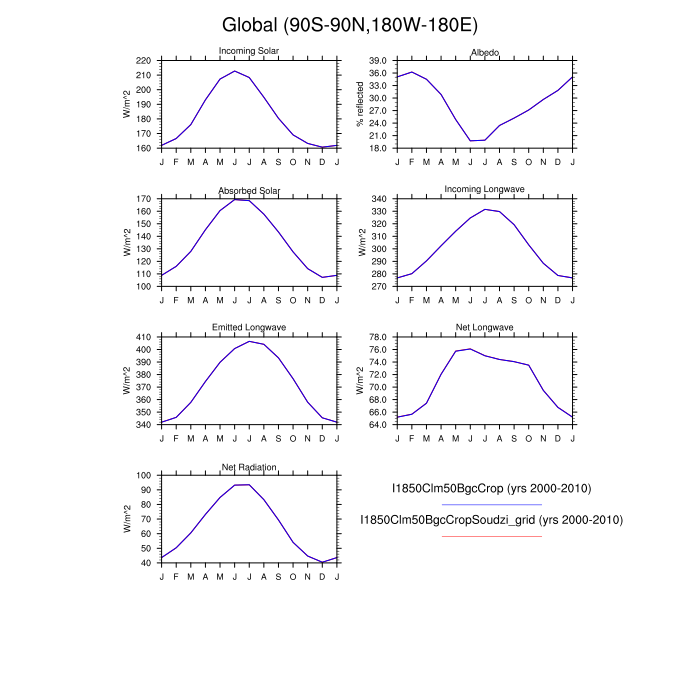 Global (90S-90N,180W-180E)
Incoming Solar
W/m^2
220
210
200
190
180
170
160
J F M A M J J A S O N D J
Albedo
% reflected
39.0
36.0
33.0
30.0
27.0
24.0
21.0
18.0
J F M A M J J A S O N D J
Absorbed Solar
W/m^2
170
160
150
140
130
120
110
100
J F M A M J J A S O N D J
Incoming Longwave
W/m^2
340
330
320
310
300
290
280
270
J F M A M J J A S O N D J
Emitted Longwave
W/m^2
410
400
390
380
370
360
350
340
J F M A M J J A S O N D J
Net Longwave
W/m^2
78.0
76.0
74.0
72.0
70.0
68.0
66.0
64.0
J F M A M J J A S O N D J
Net Radiation
W/m^2
100
90
80
70
60
50
40
J F M A M J J A S O N D J
I1850Clm50BgcCrop (yrs 2000-2010)
I1850Clm50BgcCropSoudzi_grid (yrs 2000-2010)